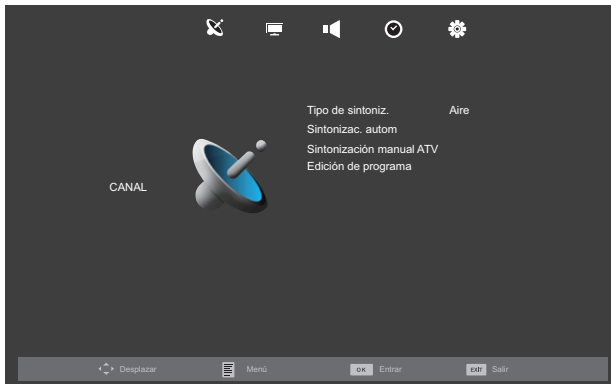 Tipo de sintoniz. Aire
Sintonizac. autom
Sintonización manual ATV
Edición de programa
CANAL
Desplazar Menú OK Entrar EXIT Salir